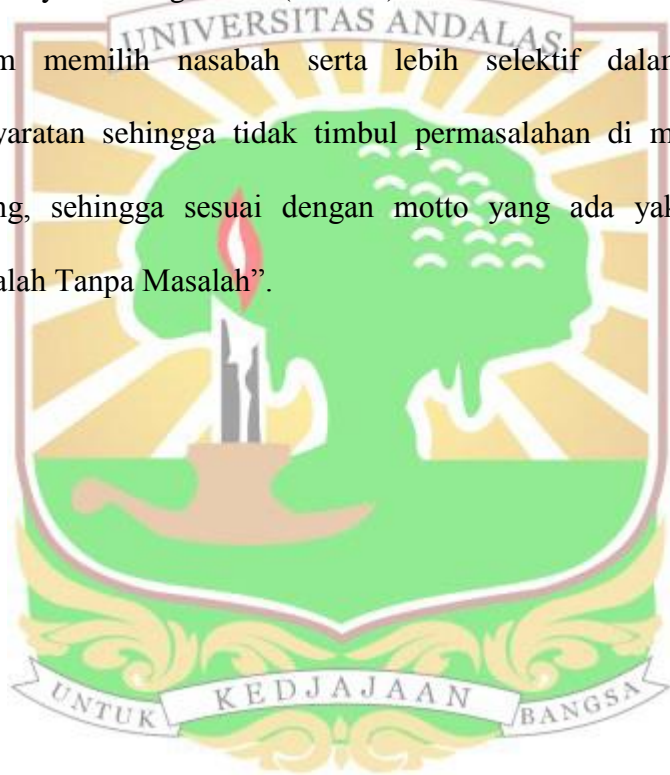 UNIVERSITAS ANDALAS
m memilih nasabah serta lebih selektif dalam
yaratan sehingga tidak timbul permasalahan di m
ng, sehingga sesuai dengan motto yang ada yak
alah Tanpa Masalah”.
UNTUK KEDJAJAAN BANGSA